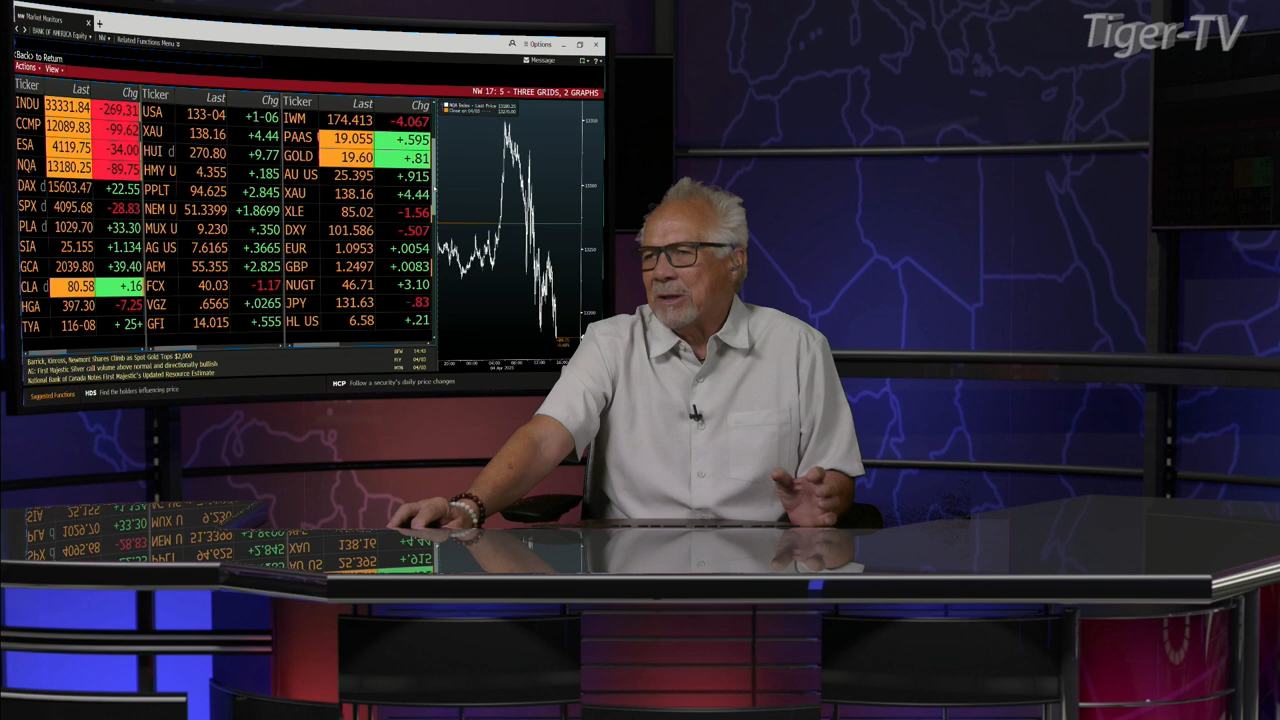 Tiger-TV
Market Monitors
BANK OF AMERICA Equity NW Related Functions Menu
Options
<Back> to Return
Message
Actions View
NW 17: 5 - THREE GRIDS, 2 GRAPHS
Ticker Last Chg Ticker Last Chg Ticker Last Chg
INDU 33331.84 -269.31 USA 133-04 +1-06 IWM 174.413 -4.067
CCMP 12089.83 -99.62 XAU 138.16 +4.44 PAAS 19.055 +.595
ESA 4119.75 -34.00 HUI d 270.80 +9.77 GOLD 19.60 +.81
NQA 13180.25 -89.75 HMY U 4.355 +.185 AU US 25.395 +.915
DAX d 15603.47 +22.55 PPLT 94.625 +2.845 XAU 138.16 +4.44
SPX d 4095.68 -28.83 NEM U 51.3399 +1.8699 XLE 85.02 -1.56
PLA d 1029.70 +33.30 MUX U 9.230 +.350 DXY 101.586 -.507
SIA 25.155 +1.134 AG US 7.6165 +.3665 EUR 1.0953 +.0054
GCA 2039.80 +39.40 AEM 55.355 +2.825 GBP 1.2497 +.0083
CLA d 80.58 +.16 FCX 40.03 -1.17 NUGT 46.71 +3.10
HGA 397.30 -7.25 VGZ .6565 +.0265 JPY 131.63 -.83
TYA 116-08 + 25+ GFI 14.015 +.555 HL US 6.58 +.21
Barrick, Kinross, Newmont Shares Climb as Spot Gold Tops $2,000
AG: First Majestic Silver call volume above normal and directionally bullish
National Bank of Canada Notes First Majestic's Updated Resource Estimate
Suggested Functions HDS Find the holders influencing price HCP Follow a security's daily price changes